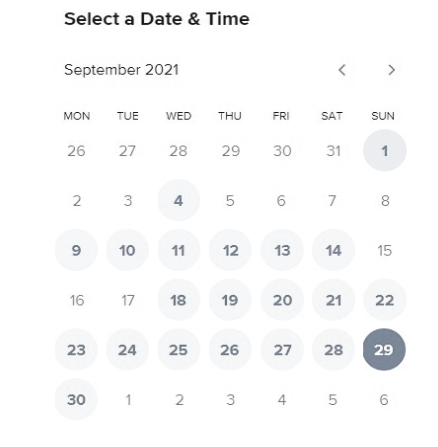 Select a Date & Time
September 2021
MON TUE WED THU FRI SAT SUN
26 27 28 29 30 31 1
2 3 4 5 6 7 8
9 10 11 12 13 14 15
16 17 18 19 20 21 22
23 24 25 26 27 28 29
30 1 2 3 4 5 6